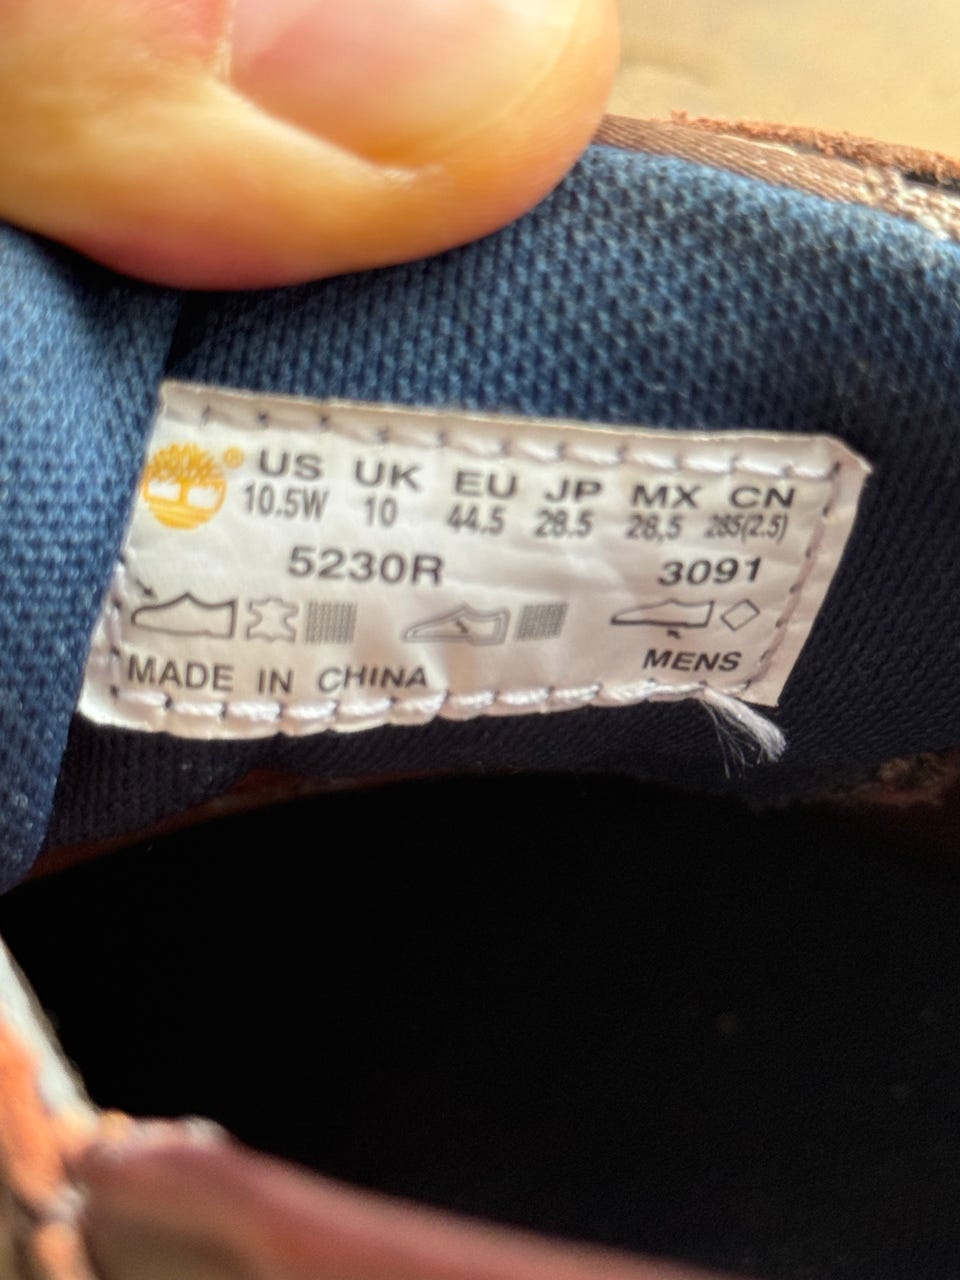 US UK EU JP MX CN
10.5W 10 44.5 28.5 28,5 285(2.5)
5230R 3091
MADE IN CHINA MENS